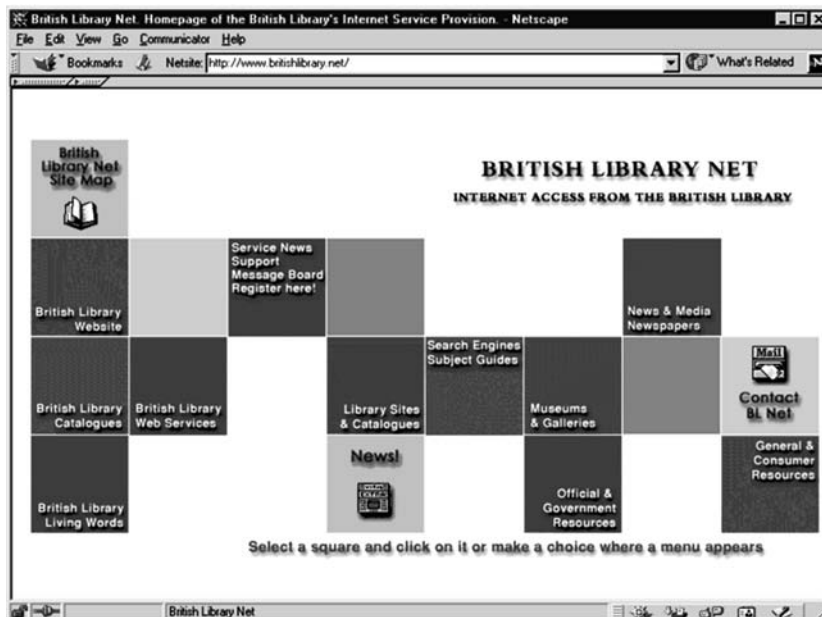 British Library Net. Homepage of the British Library's Internet Service Provision. - Netscape
File Edit View Go Communicator Help
Bookmarks Netsite: http://www.britishlibrary.net/ What's Related N
British
Library Net
Site Map
BRITISH LIBRARY NET
INTERNET ACCESS FROM THE BRITISH LIBRARY
British Library
Website
Service News
Support
Message Board
Register here!
News & Media
Newspapers
British Library
Catalogues
British Library
Web Services
Library Sites
& Catalogues
Search Engines
Subject Guides
Museums
& Galleries
Mail
Contact
BL Net
British Library
Living Words
News!
Official &
Government
Resources
General &
Consumer
Resources
Select a square and click on it or make a choice where a menu appears
British Library Net